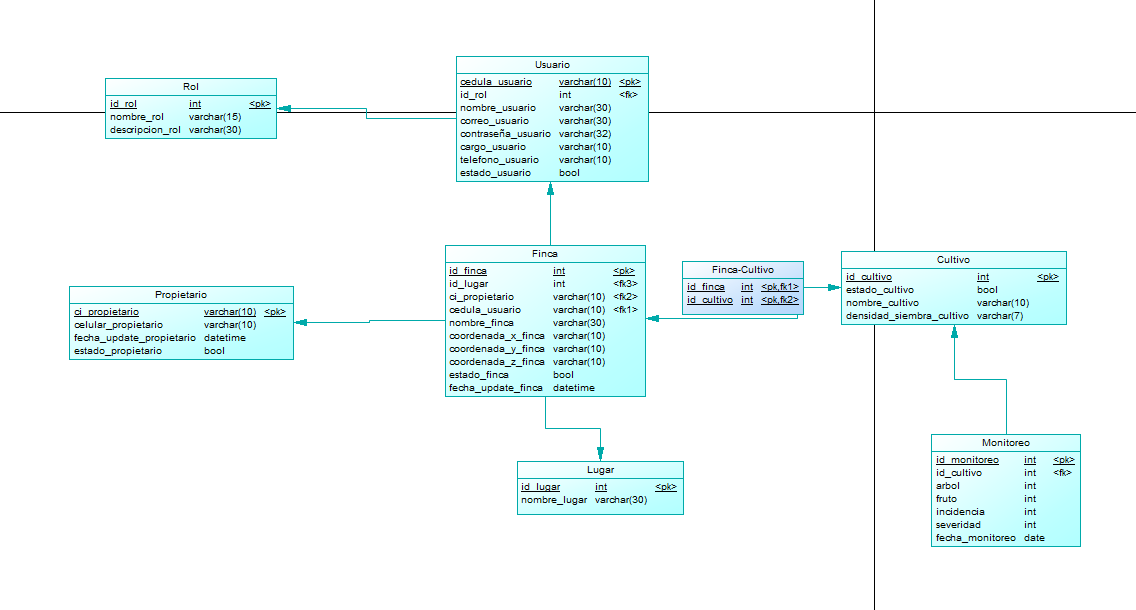 Rol
id_rol int <pk>
nombre_rol varchar(15)
descripcion_rol varchar(30)
Usuario
cedula_usuario varchar(10) <pk>
id_rol int <fk>
nombre_usuario varchar(30)
correo_usuario varchar(30)
contraseña_usuario varchar(32)
cargo_usuario varchar(10)
telefono_usuario varchar(10)
estado_usuario bool
Propietario
ci_propietario varchar(10) <pk>
celular_propietario varchar(10)
fecha_update_propietario datetime
estado_propietario bool
Finca
id_finca int <pk>
id_lugar int <fk3>
ci_propietario varchar(10) <fk2>
cedula_usuario varchar(10) <fk1>
nombre_finca varchar(30)
coordenada_x_finca varchar(10)
coordenada_y_finca varchar(10)
coordenada_z_finca varchar(10)
estado_finca bool
fecha_update_finca datetime
Finca-Cultivo
id_finca int <pk,fk1>
id_cultivo int <pk,fk2>
Cultivo
id_cultivo int <pk>
estado_cultivo bool
nombre_cultivo varchar(10)
densidad_siembra_cultivo varchar(7)
Lugar
id_lugar int <pk>
nombre_lugar varchar(30)
Monitoreo
id_monitoreo int <pk>
id_cultivo int <fk>
arbol int
fruto int
incidencia int
severidad int
fecha_monitoreo date